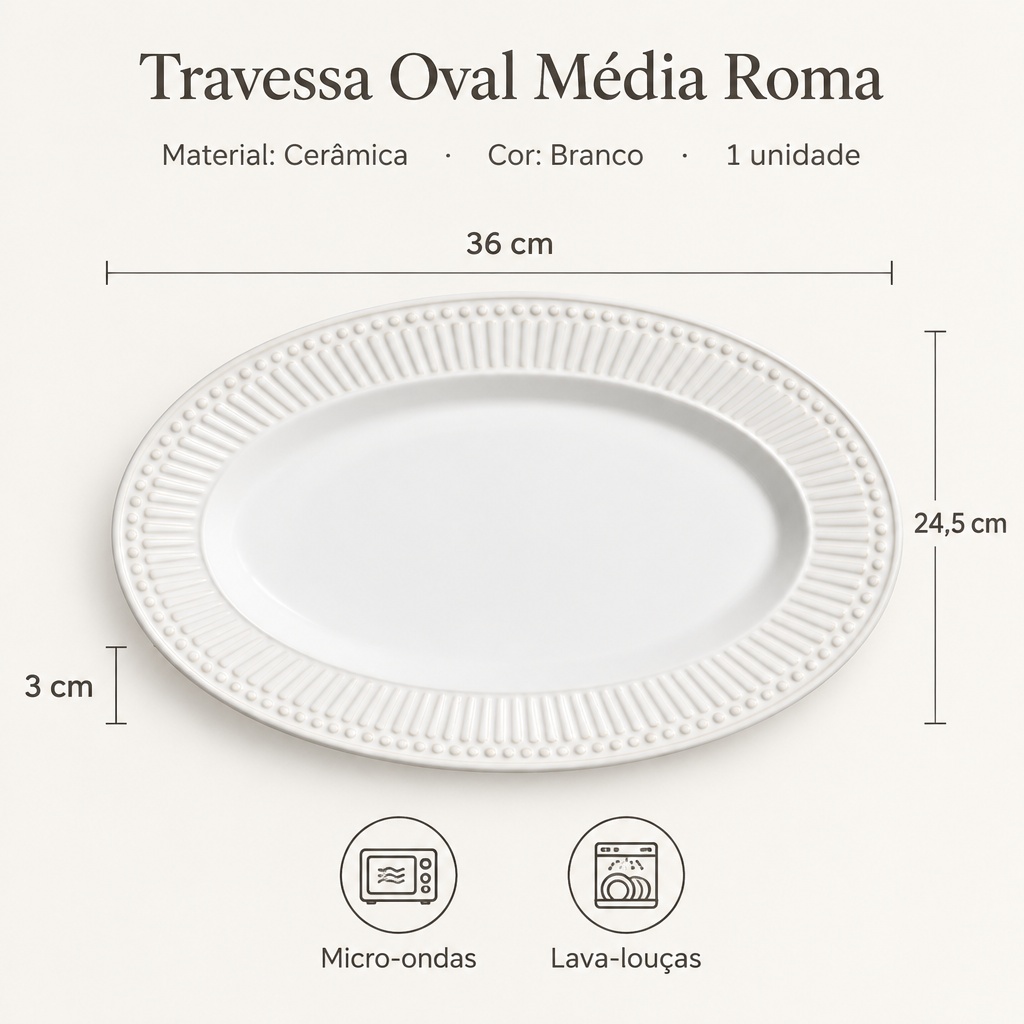 Travessa Oval Média Roma
Material: Cerâmica · Cor: Branco · 1 unidade
36 cm
24,5 cm
3 cm
Micro-ondas
Lava-louças